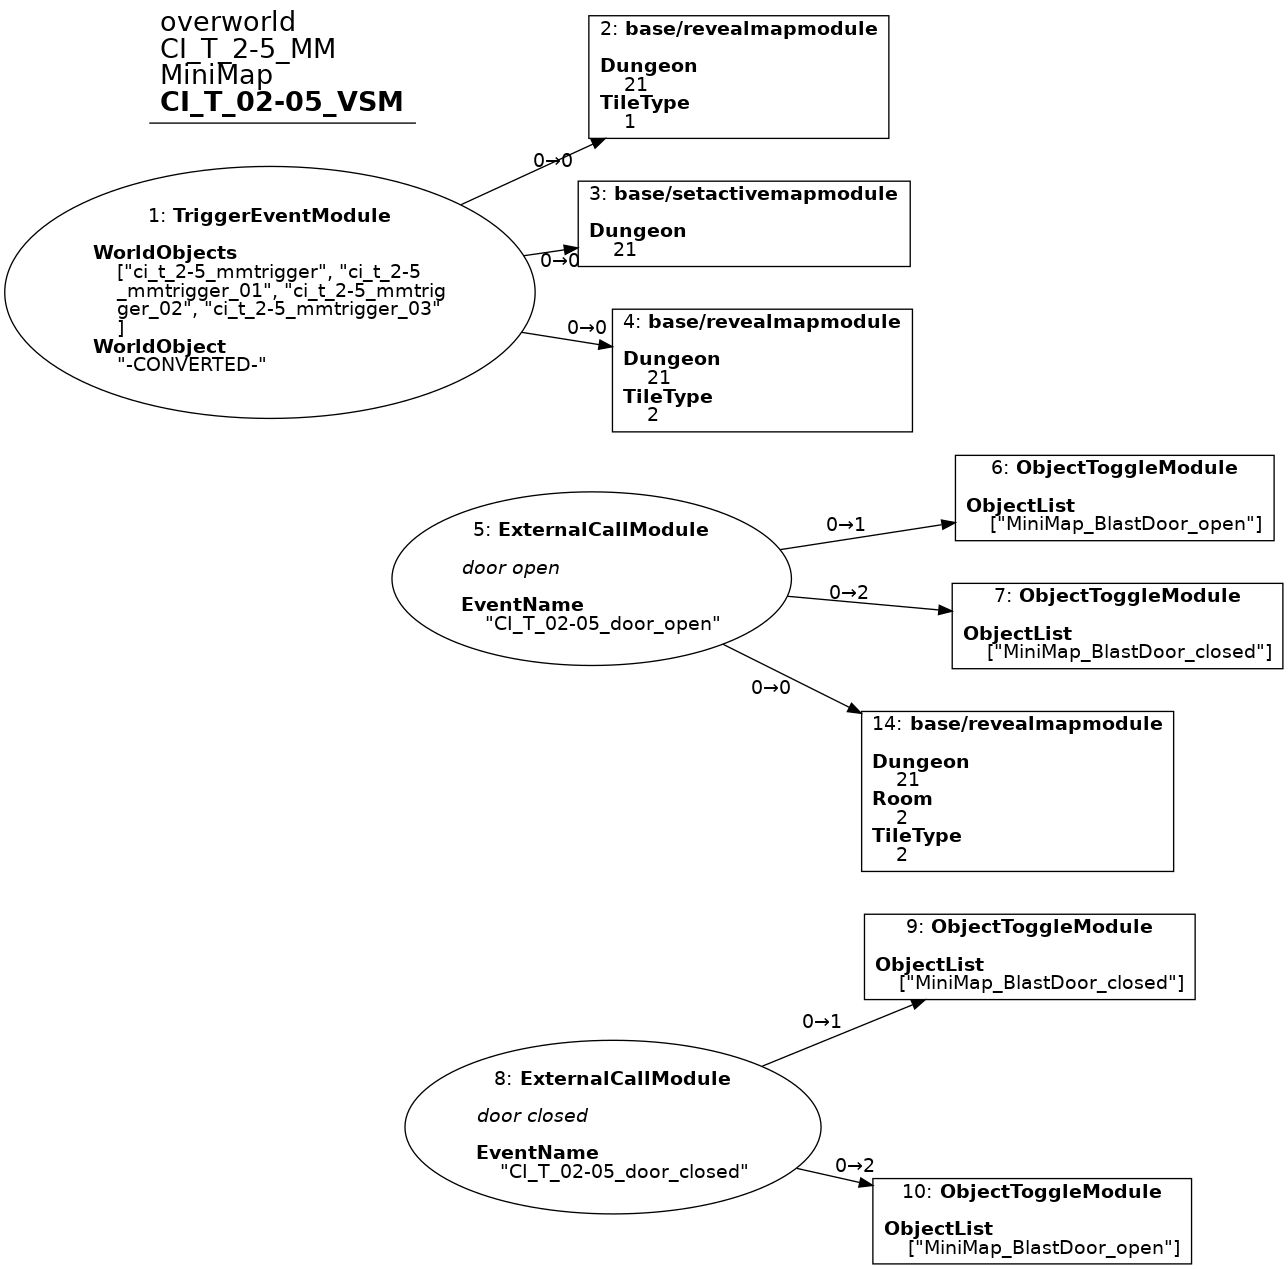 overworld
CI_T_2-5_MM
MiniMap
CI_T_02-05_VSM
2: base/revealmapmodule
Dungeon
21
TileType
1
0→0
1: TriggerEventModule
WorldObjects
["ci_t_2-5_mmtrigger", "ci_t_2-5
_mmtrigger_01", "ci_t_2-5_mmtrig
ger_02", "ci_t_2-5_mmtrigger_03"
]
WorldObject
"-CONVERTED-"
3: base/setactivemapmodule
Dungeon
21
0→0
0→0
4: base/revealmapmodule
Dungeon
21
TileType
2
5: ExternalCallModule
door open
EventName
"CI_T_02-05_door_open"
0→1
6: ObjectToggleModule
ObjectList
["MiniMap_BlastDoor_open"]
0→2
7: ObjectToggleModule
ObjectList
["MiniMap_BlastDoor_closed"]
0→0
14: base/revealmapmodule
Dungeon
21
Room
2
TileType
2
9: ObjectToggleModule
ObjectList
["MiniMap_BlastDoor_closed"]
0→1
8: ExternalCallModule
door closed
EventName
"CI_T_02-05_door_closed"
0→2
10: ObjectToggleModule
ObjectList
["MiniMap_BlastDoor_open"]